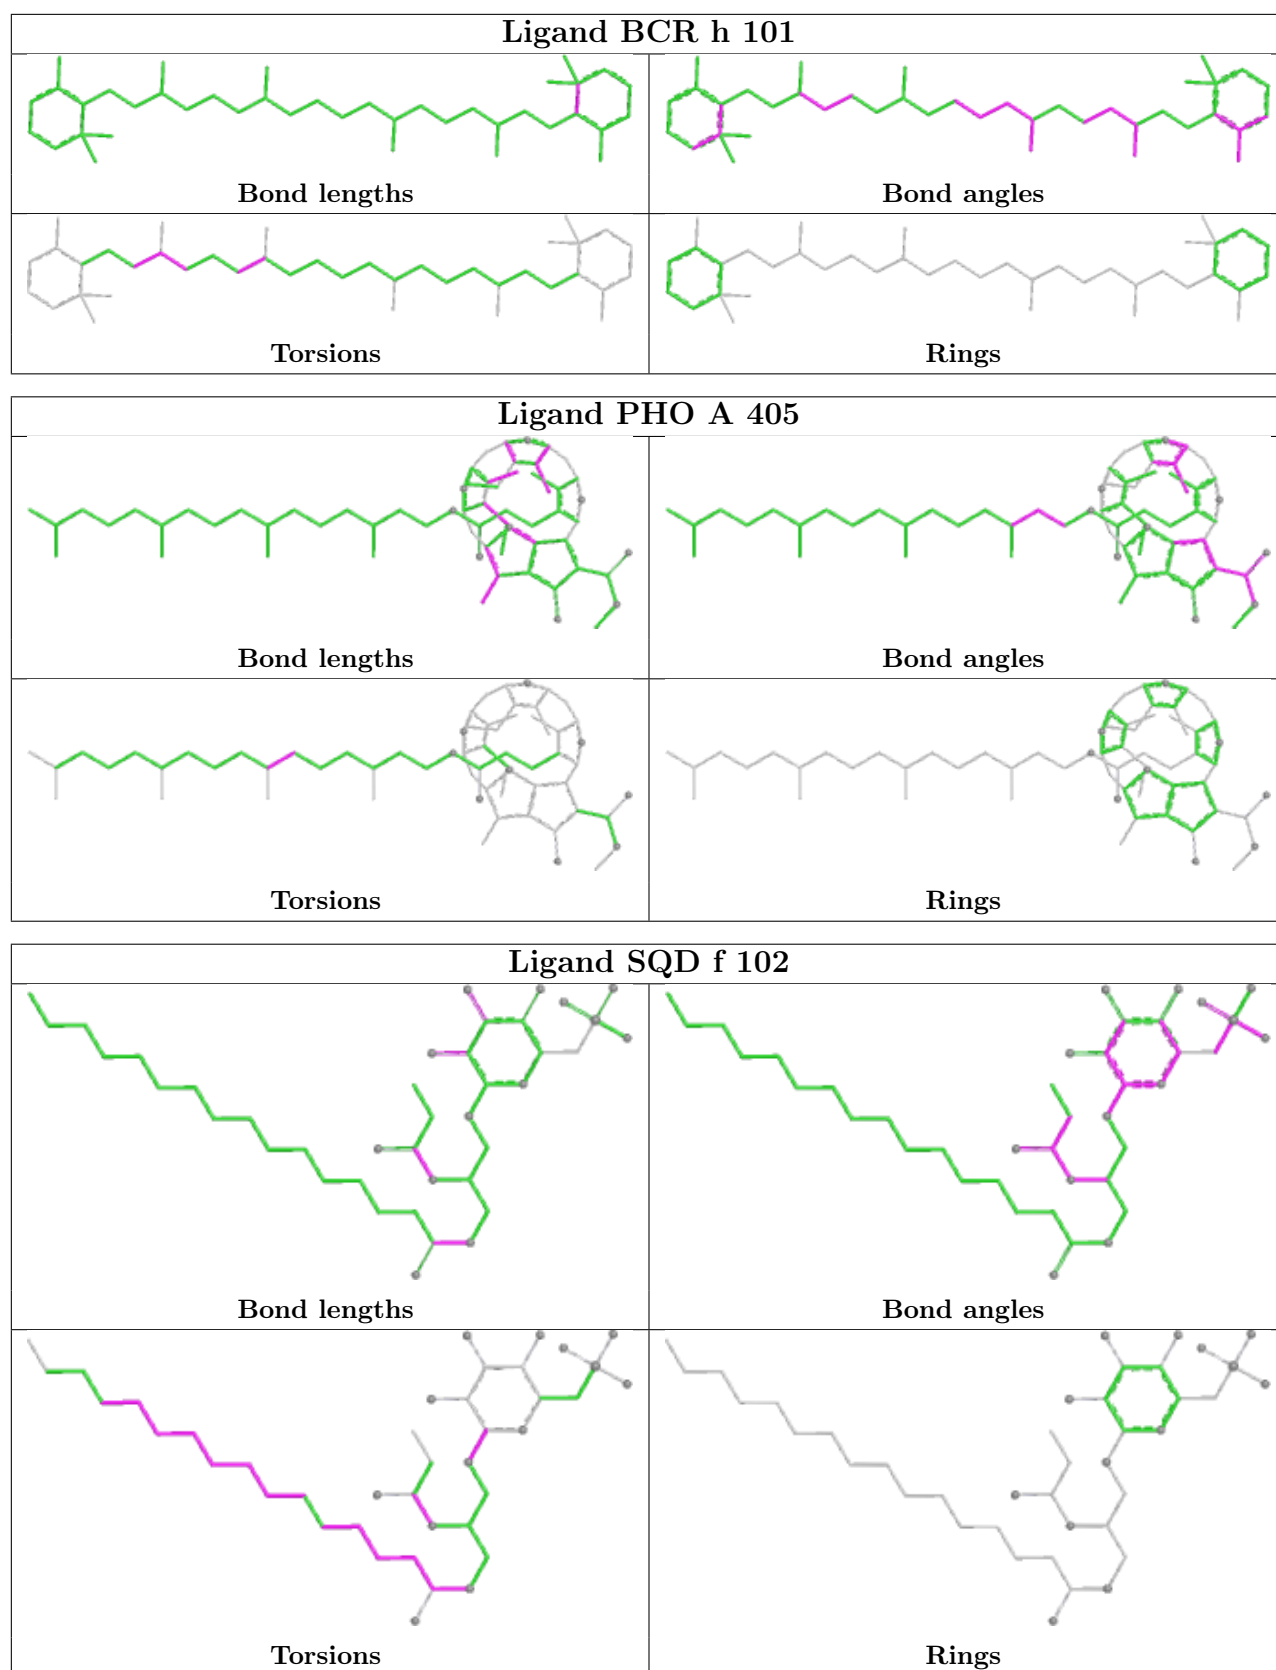 Ligand BCR h 101
Bond lengths
Bond angles
Torsions
Rings
Ligand PHO A 405
Bond lengths
Bond angles
Torsions
Rings
Ligand SQD f 102
Bond lengths
Bond angles
Torsions
Rings